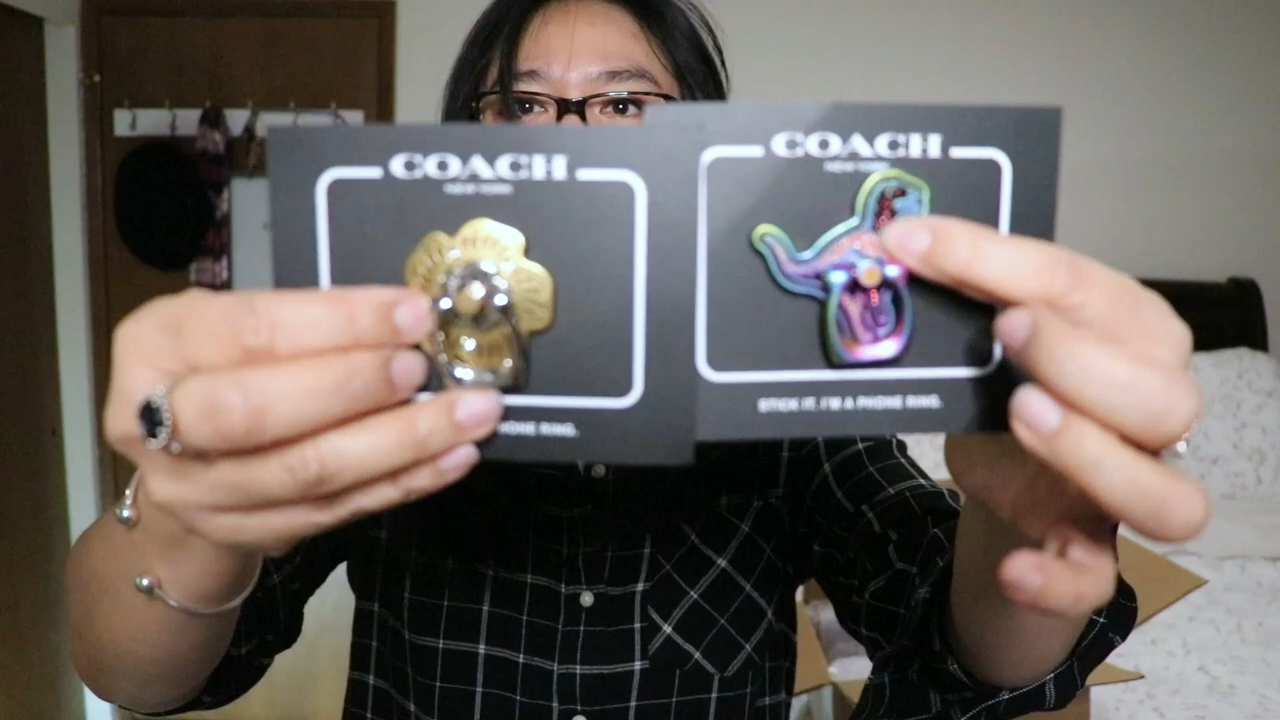 COACH
NEW YORK
PHONE RING.
COACH
NEW YORK
STICK IT. I'M A PHONE RING.